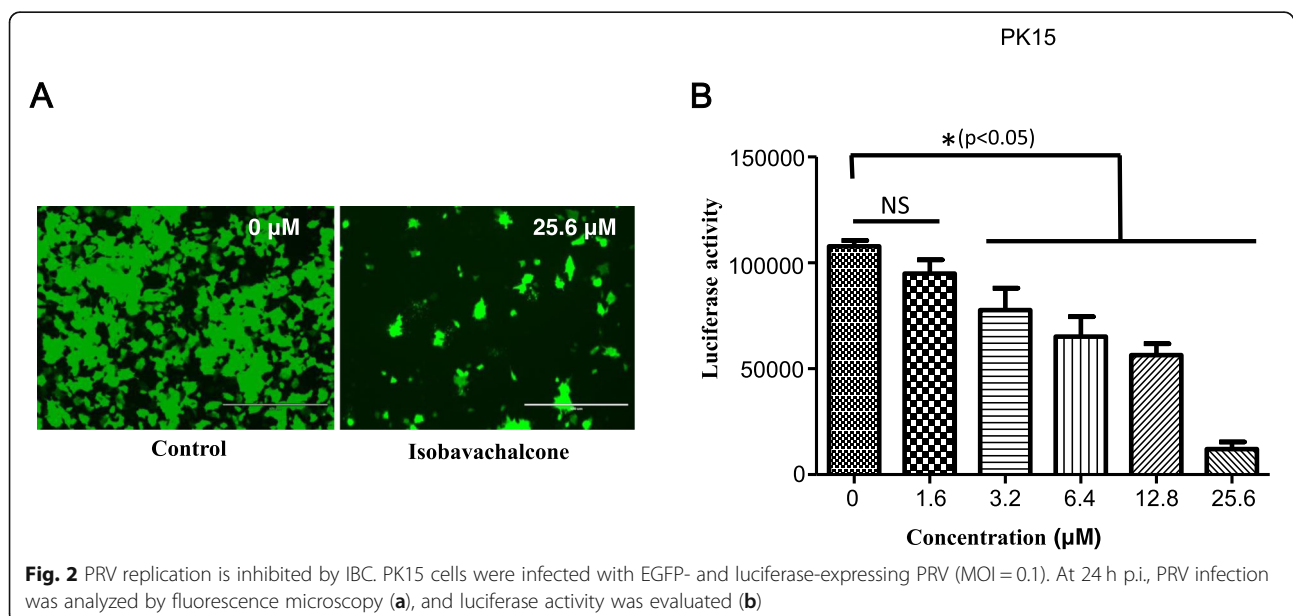 PK15
A
B
0 µM
25.6 µM
Control
Isobavachalcone
*(p<0.05)
NS
Luciferase activity
150000
100000
50000
0
0
1.6
3.2
6.4
12.8
25.6
Concentration (µM)
Fig. 2 PRV replication is inhibited by IBC. PK15 cells were infected with EGFP- and luciferase-expressing PRV (MOI = 0.1). At 24 h p.i., PRV infection
was analyzed by fluorescence microscopy (a), and luciferase activity was evaluated (b)